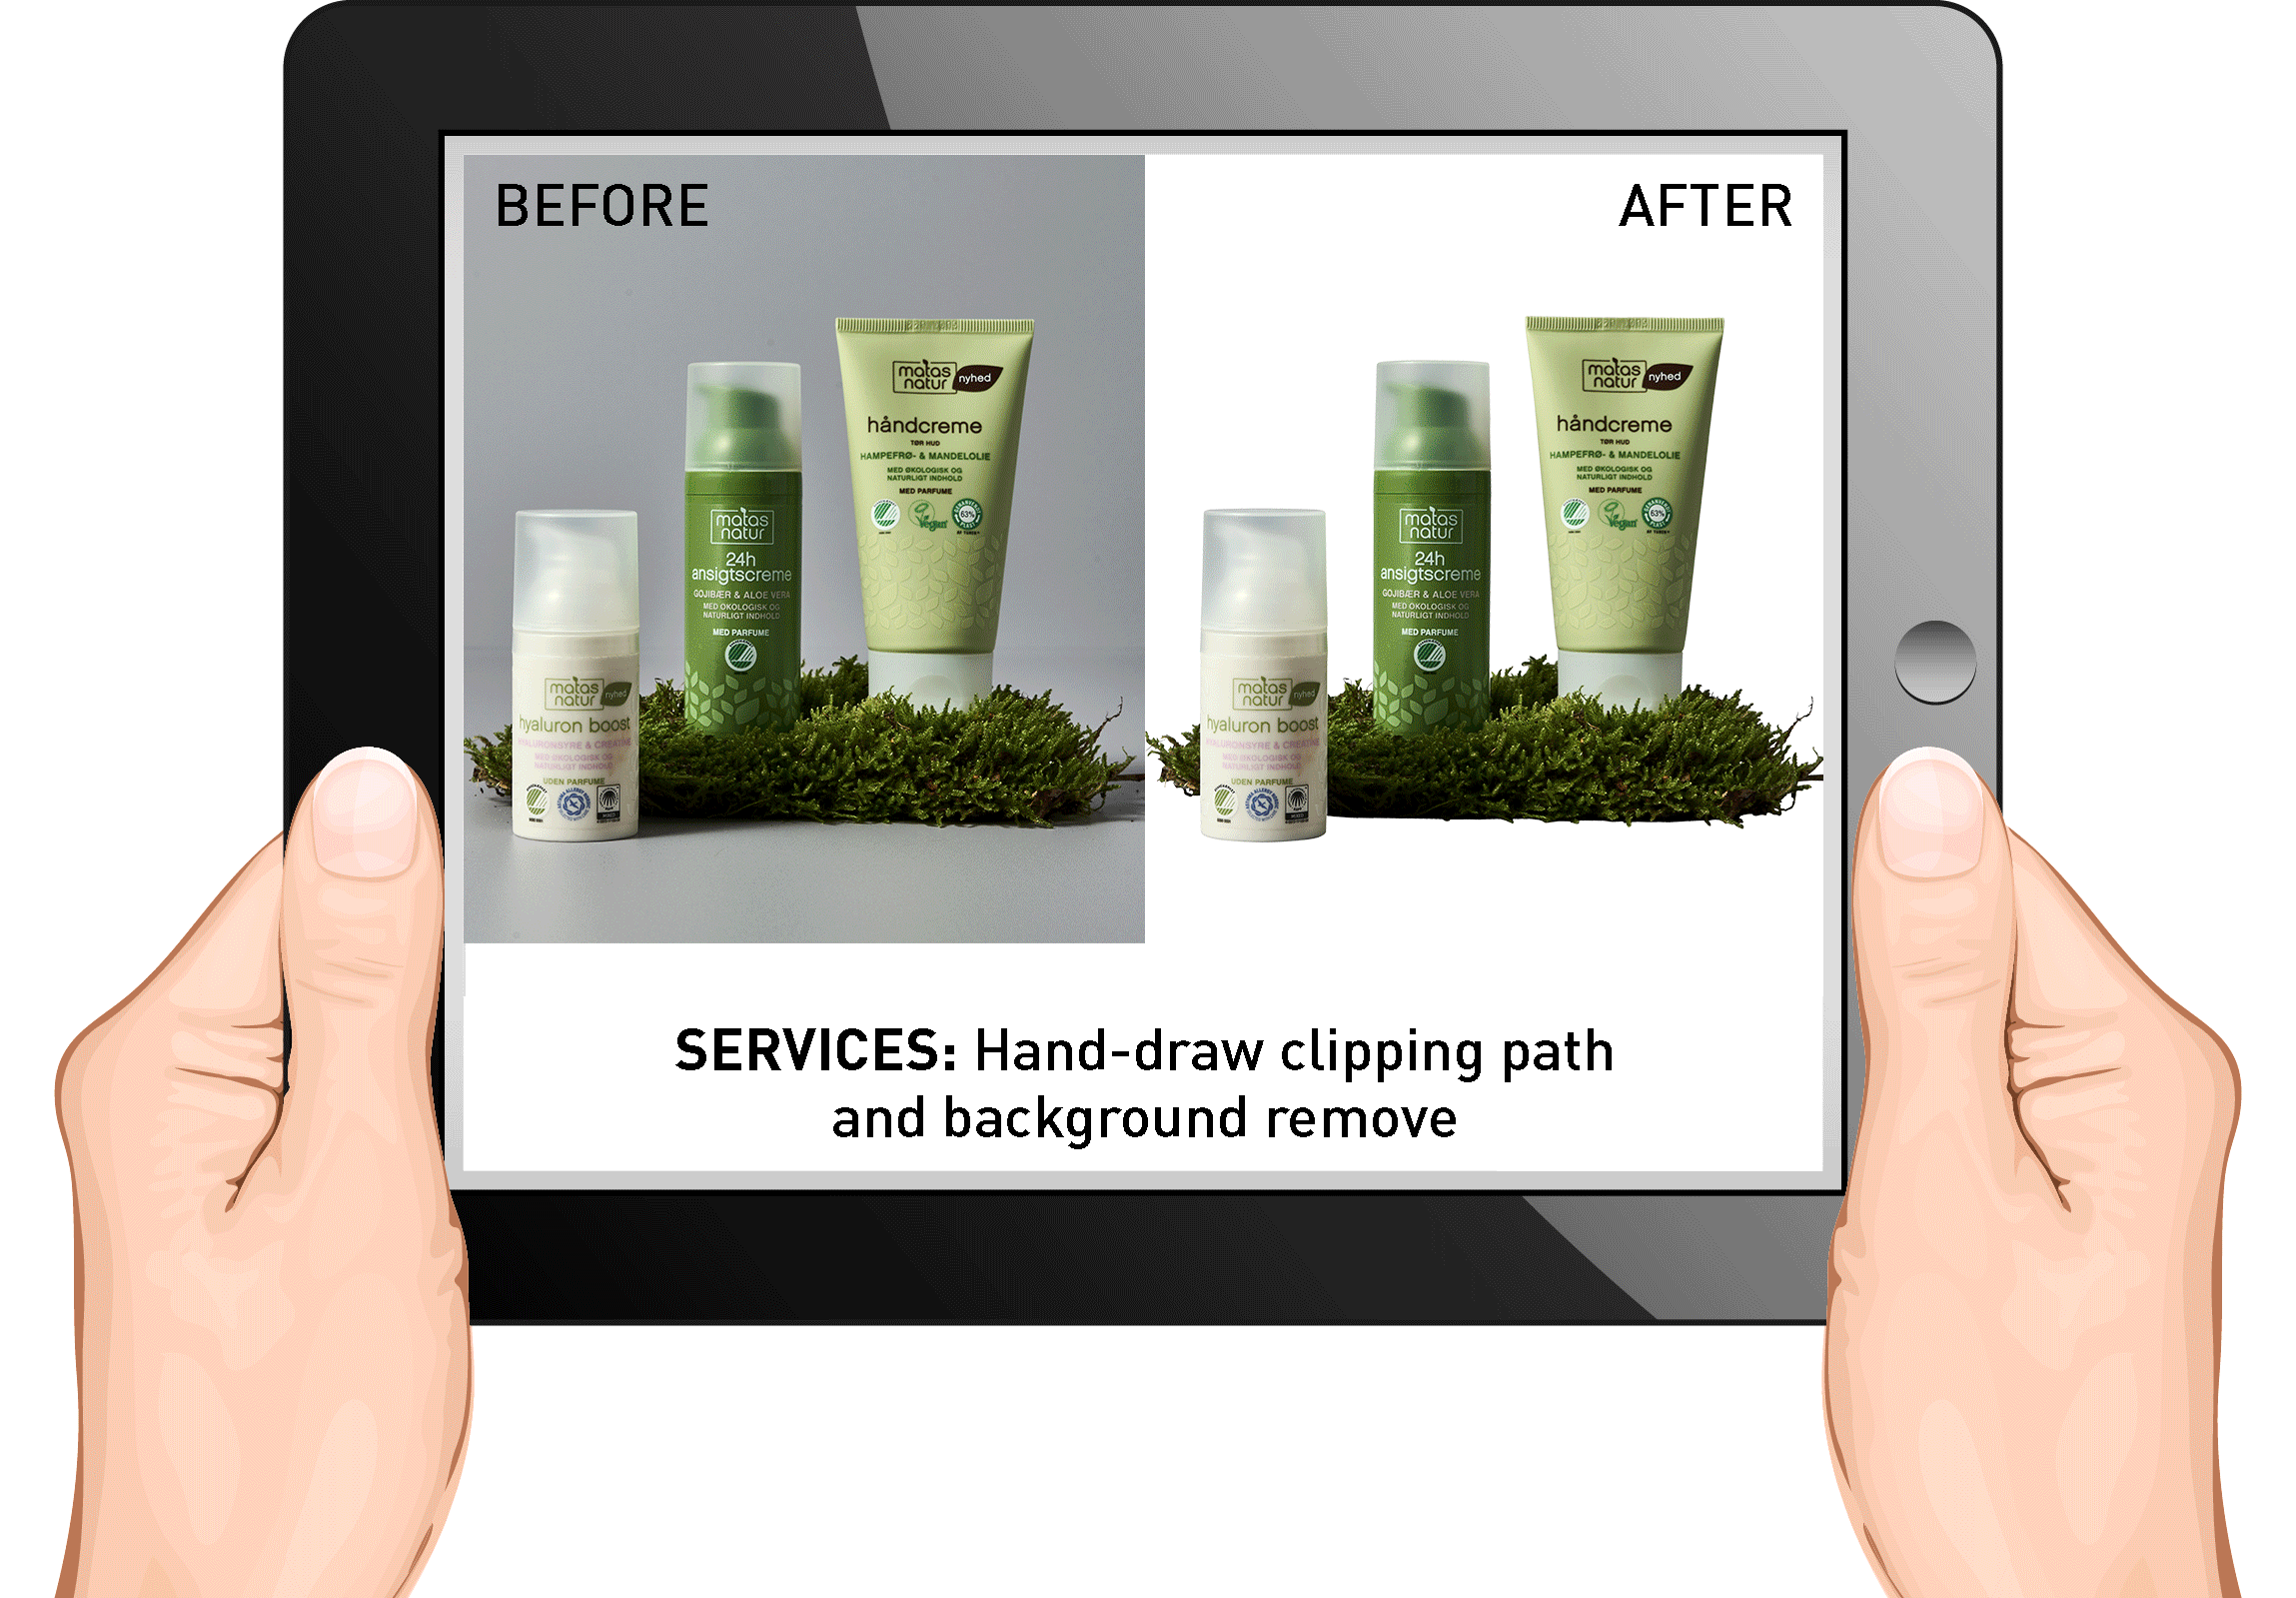 BEFORE
AFTER
matas
natur
nyhed
håndcreme
TØR HUD
HAMPEFRØ- & MANDELOLIE
MED ØKOLOGISK OG
NATURLIGT INDHOLD
MED PARFUME
Vegan
63%
matas
natur
24h
ansigtscreme
GOJIBÆR & ALOE VERA
MED ØKOLOGISK OG
NATURLIGT INDHOLD
MED PARFUME
matas
natur
nyhed
hyaluron boost
HYALURONSYRE & CREATINE
MED ØKOLOGISK OG
NATURLIGT INDHOLD
UDEN PARFUME
matas
natur
nyhed
håndcreme
TØR HUD
HAMPEFRØ- & MANDELOLIE
MED ØKOLOGISK OG
NATURLIGT INDHOLD
MED PARFUME
Vegan
63%
matas
natur
24h
ansigtscreme
GOJIBÆR & ALOE VERA
MED ØKOLOGISK OG
NATURLIGT INDHOLD
MED PARFUME
matas
natur
nyhed
hyaluron boost
HYALURONSYRE & CREATINE
MED ØKOLOGISK OG
NATURLIGT INDHOLD
UDEN PARFUME
SERVICES: Hand-draw clipping path
and background remove